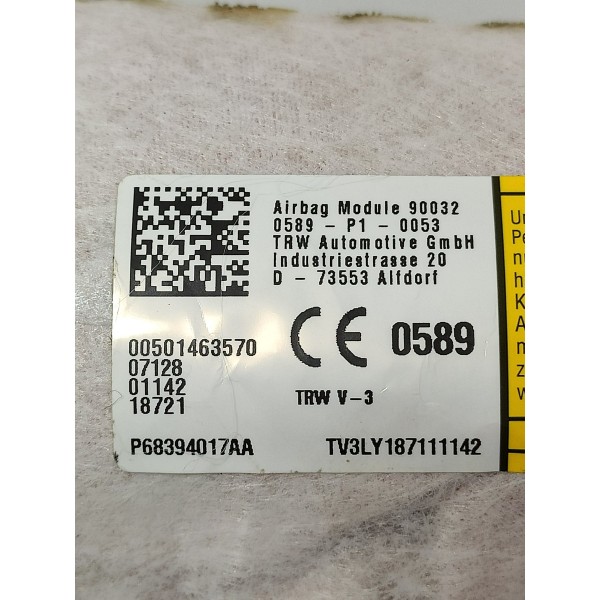 Airbag Module 90032
0589 - P1 - 0053
TRW Automotive GmbH
Industriestrasse 20
D - 73553 Alfdorf
CE 0589
00501463570
07128
01142
18721
TRW V-3
P68394017AA
TV3LY187111142